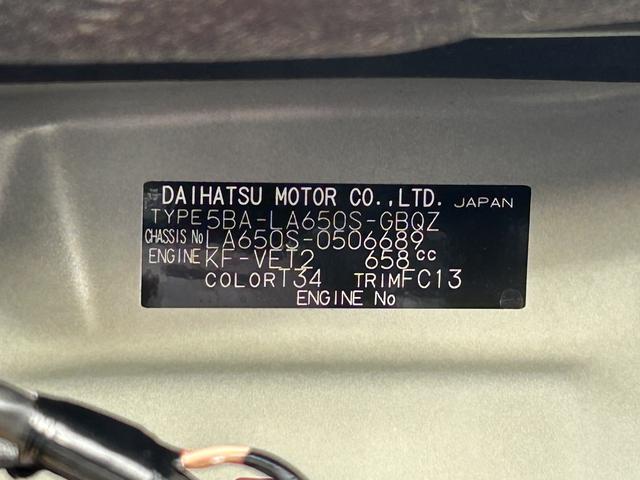 DAIHATSU MOTOR CO.,LTD. JAPAN
TYPE 5BA-LA650S-GBQZ
CHASSIS No LA650S-0506689
ENGINE KF-VET2 658cc
COLOR T34 TRIM FC13
ENGINE No